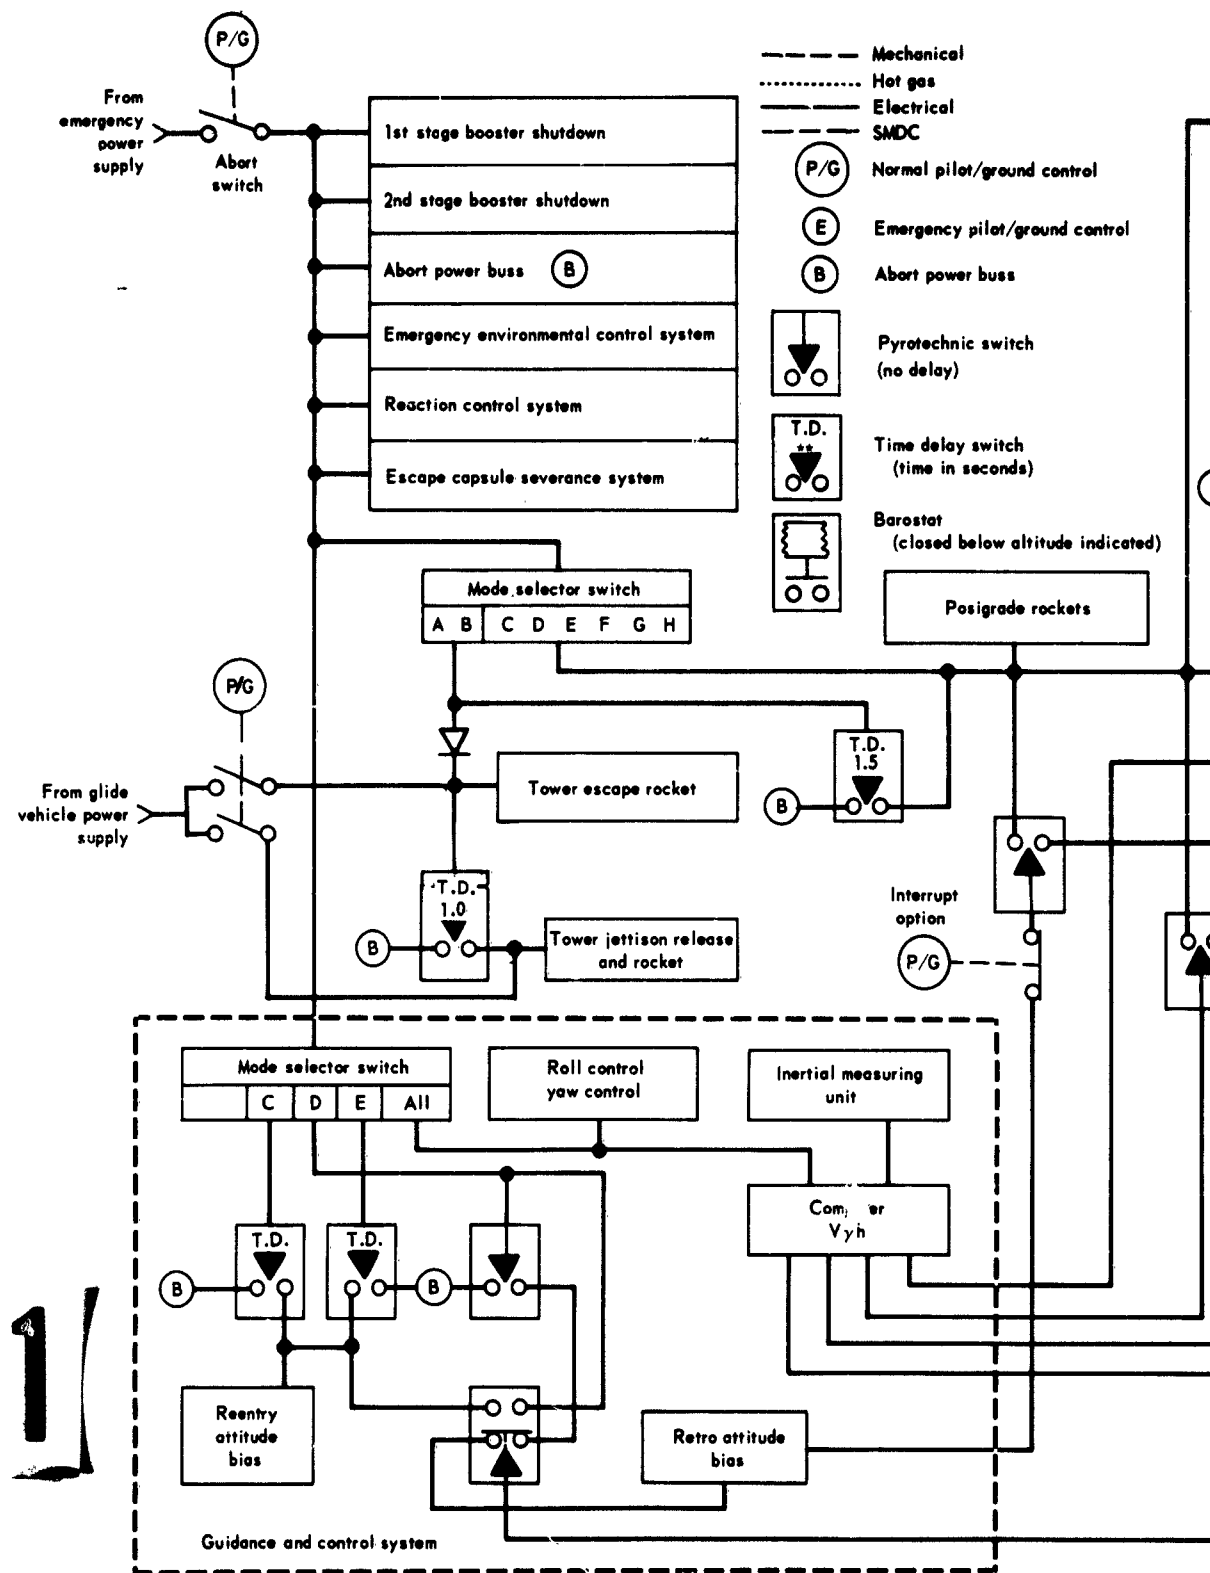 P/G
From
emergency
power
supply
Abort
switch
1st stage booster shutdown
2nd stage booster shutdown
Abort power buss B
Emergency environmental control system
Reaction control system
Escape capsule severance system
Mechanical
Hot gas
Electrical
SMDC
P/G Normal pilot/ground control
E Emergency pilot/ground control
B Abort power buss
Pyrotechnic switch
(no delay)
T.D.
**
Time delay switch
(time in seconds)
Barostat
(closed below altitude indicated)
Mode selector switch
A B C D E F G H
Posigrade rockets
P/G
From glide
vehicle power
supply
Tower escape rocket
T.D.
1.5
B
T.D.
1.0
B
Tower jettison release
and rocket
Interrupt
option
P/G
Mode selector switch
C D E All
Roll control
yaw control
Inertial measuring
unit
V γ h
T.D.
T.D.
B
B
Reentry
attitude
bias
Retro attitude
bias
Guidance and control system
1